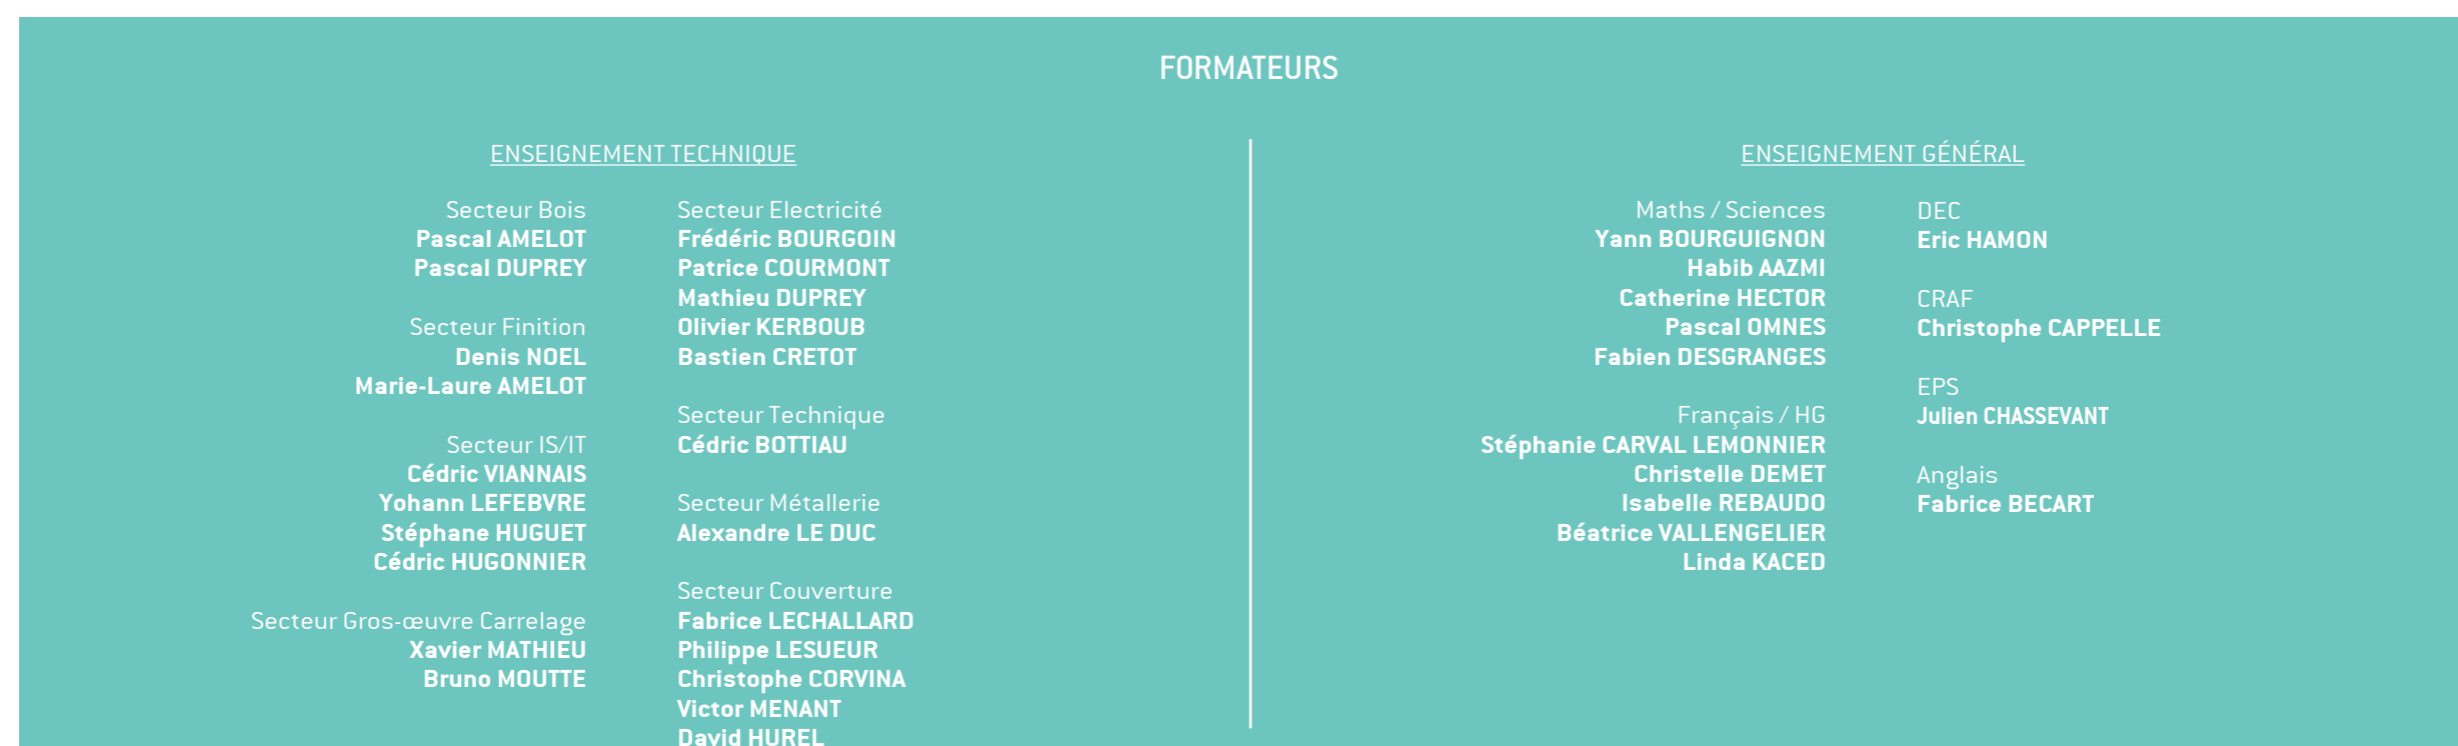 FORMATEURS
ENSEIGNEMENT TECHNIQUE
Secteur Bois
Pascal AMELOT
Pascal DUPREY
Secteur Finition
Denis NOEL
Marie-Laure AMELOT
Secteur IS/IT
Cédric VIANNAIS
Yohann LEFEBVRE
Stéphane HUGUET
Cédric HUGONNIER
Secteur Gros-œuvre Carrelage
Xavier MATHIEU
Bruno MOUTTE
Secteur Electricité
Frédéric BOURGOIN
Patrice COURMONT
Mathieu DUPREY
Olivier KERBOUB
Bastien CRETOT
Secteur Technique
Cédric BOTTIAU
Secteur Métallerie
Alexandre LE DUC
Secteur Couverture
Fabrice LECHALLARD
Philippe LESUEUR
Christophe CORVINA
Victor MENANT
David HUREL
ENSEIGNEMENT GÉNÉRAL
Maths / Sciences
Yann BOURGUIGNON
Habib AAZMI
Catherine HECTOR
Pascal OMNES
Fabien DESGRANGES
Français / HG
Stéphanie CARVAL LEMONNIER
Christelle DEMET
Isabelle REBAUDO
Béatrice VALLENGELIER
Linda KACED
DEC
Eric HAMON
CRAF
Christophe CAPPELLE
EPS
Julien CHASSEVANT
Anglais
Fabrice BECART